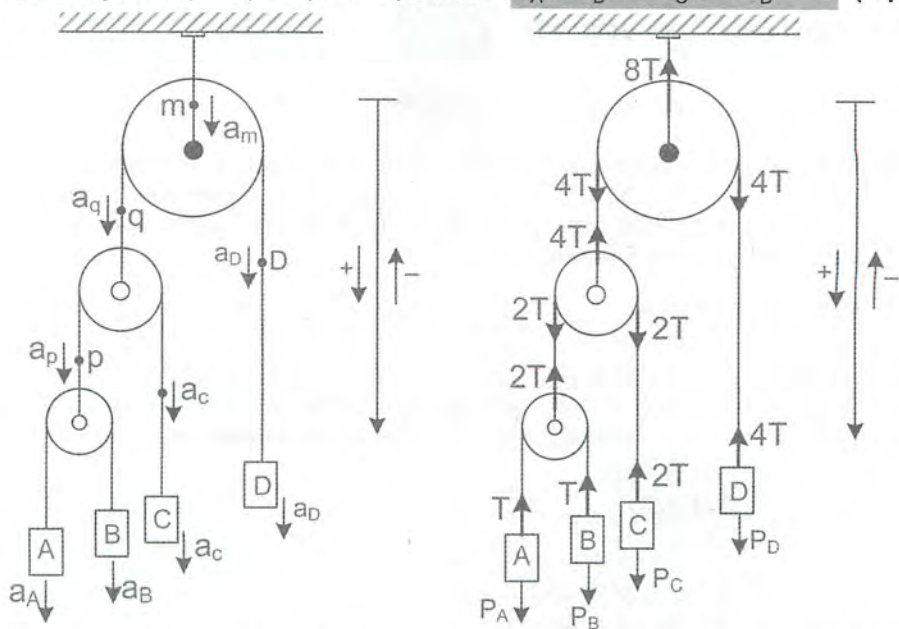 8T
m
a_m
4T
4T
a_q
q
4T
a_D
D
+
−
+
−
2T
2T
a_p
p
2T
a_C
4T
D
D
T
T
2T
A
B
C
a_D
A
B
C
P_D
a_C
P_C
a_A
a_B
P_A
P_B